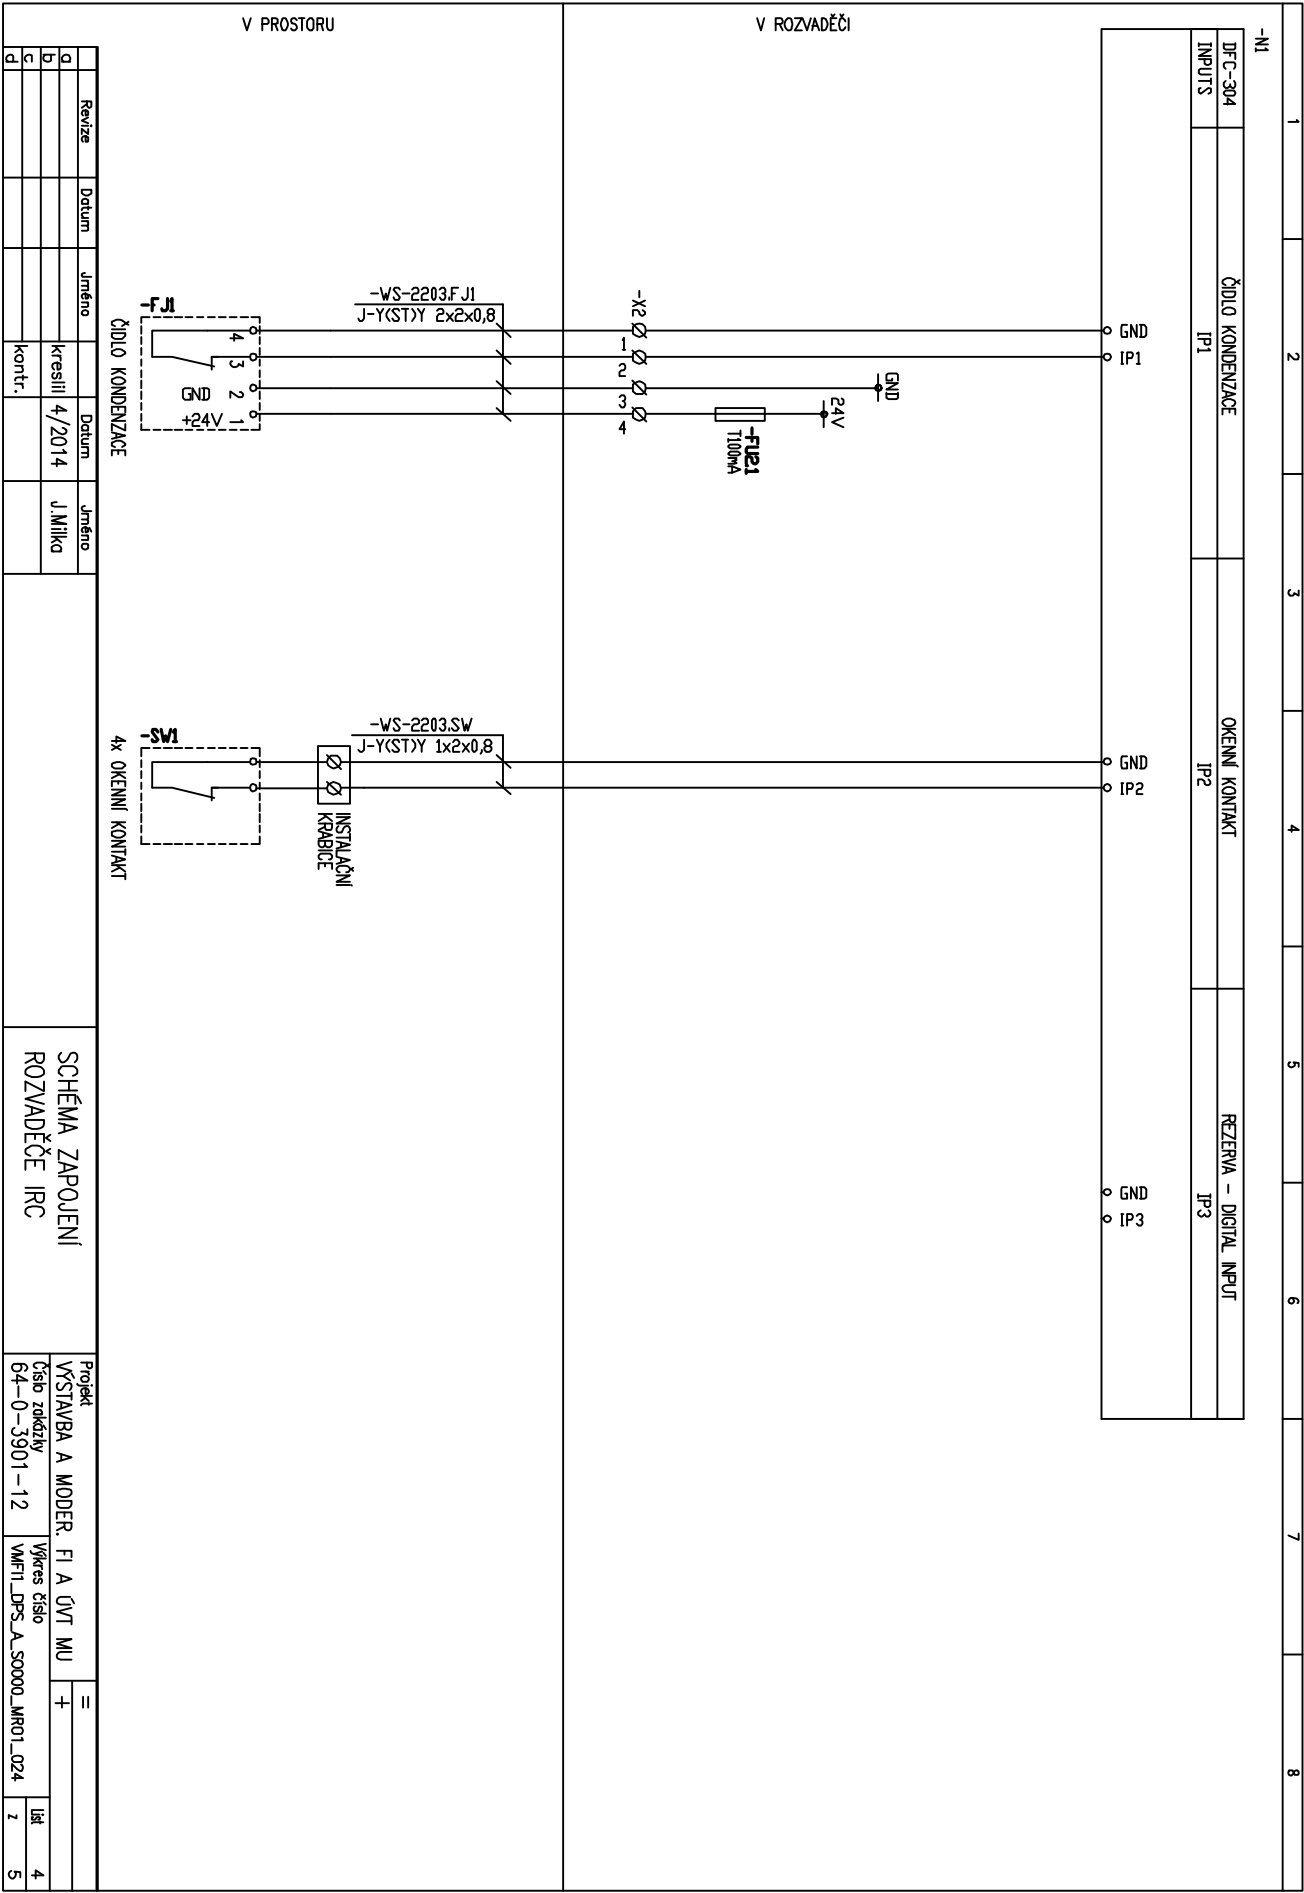 1
2
3
4
5
6
7
8
-N1
DFC-304
INPUTS
ČIDLO KONDENZACE
IP1
OKENNÍ KONTAKT
IP2
REZERVA - DIGITAL INPUT
IP3
GND
IP1
GND
IP2
GND
IP3
V ROZVADĚČI
GND
24V
-FU2.1
T100mA
-X2
1
2
3
4
V PROSTORU
-WS-2203.FJ1
J-Y(ST)Y 2x2x0,8
-WS-2203.SW
J-Y(ST)Y 1x2x0,8
INSTALAČNÍ
KRABICE
-FJ1
4
3
GND 2
+24V 1
ČIDLO KONDENZACE
-SW1
4x OKENNÍ KONTAKT
Revize
Datum
Jméno
Datum
Jméno
a
b
c
d
kreslil
4/2014
J.Milka
kontr.
SCHÉMA ZAPOJENÍ
ROZVADĚČE IRC
Projekt
VÝSTAVBA A MODER. FI A ÚVT MU
=
+
Číslo zakázky
64-0-3901-12
Výkres číslo
VMFI1_DPS_A_SO000_MR01_024
List 4
z 5